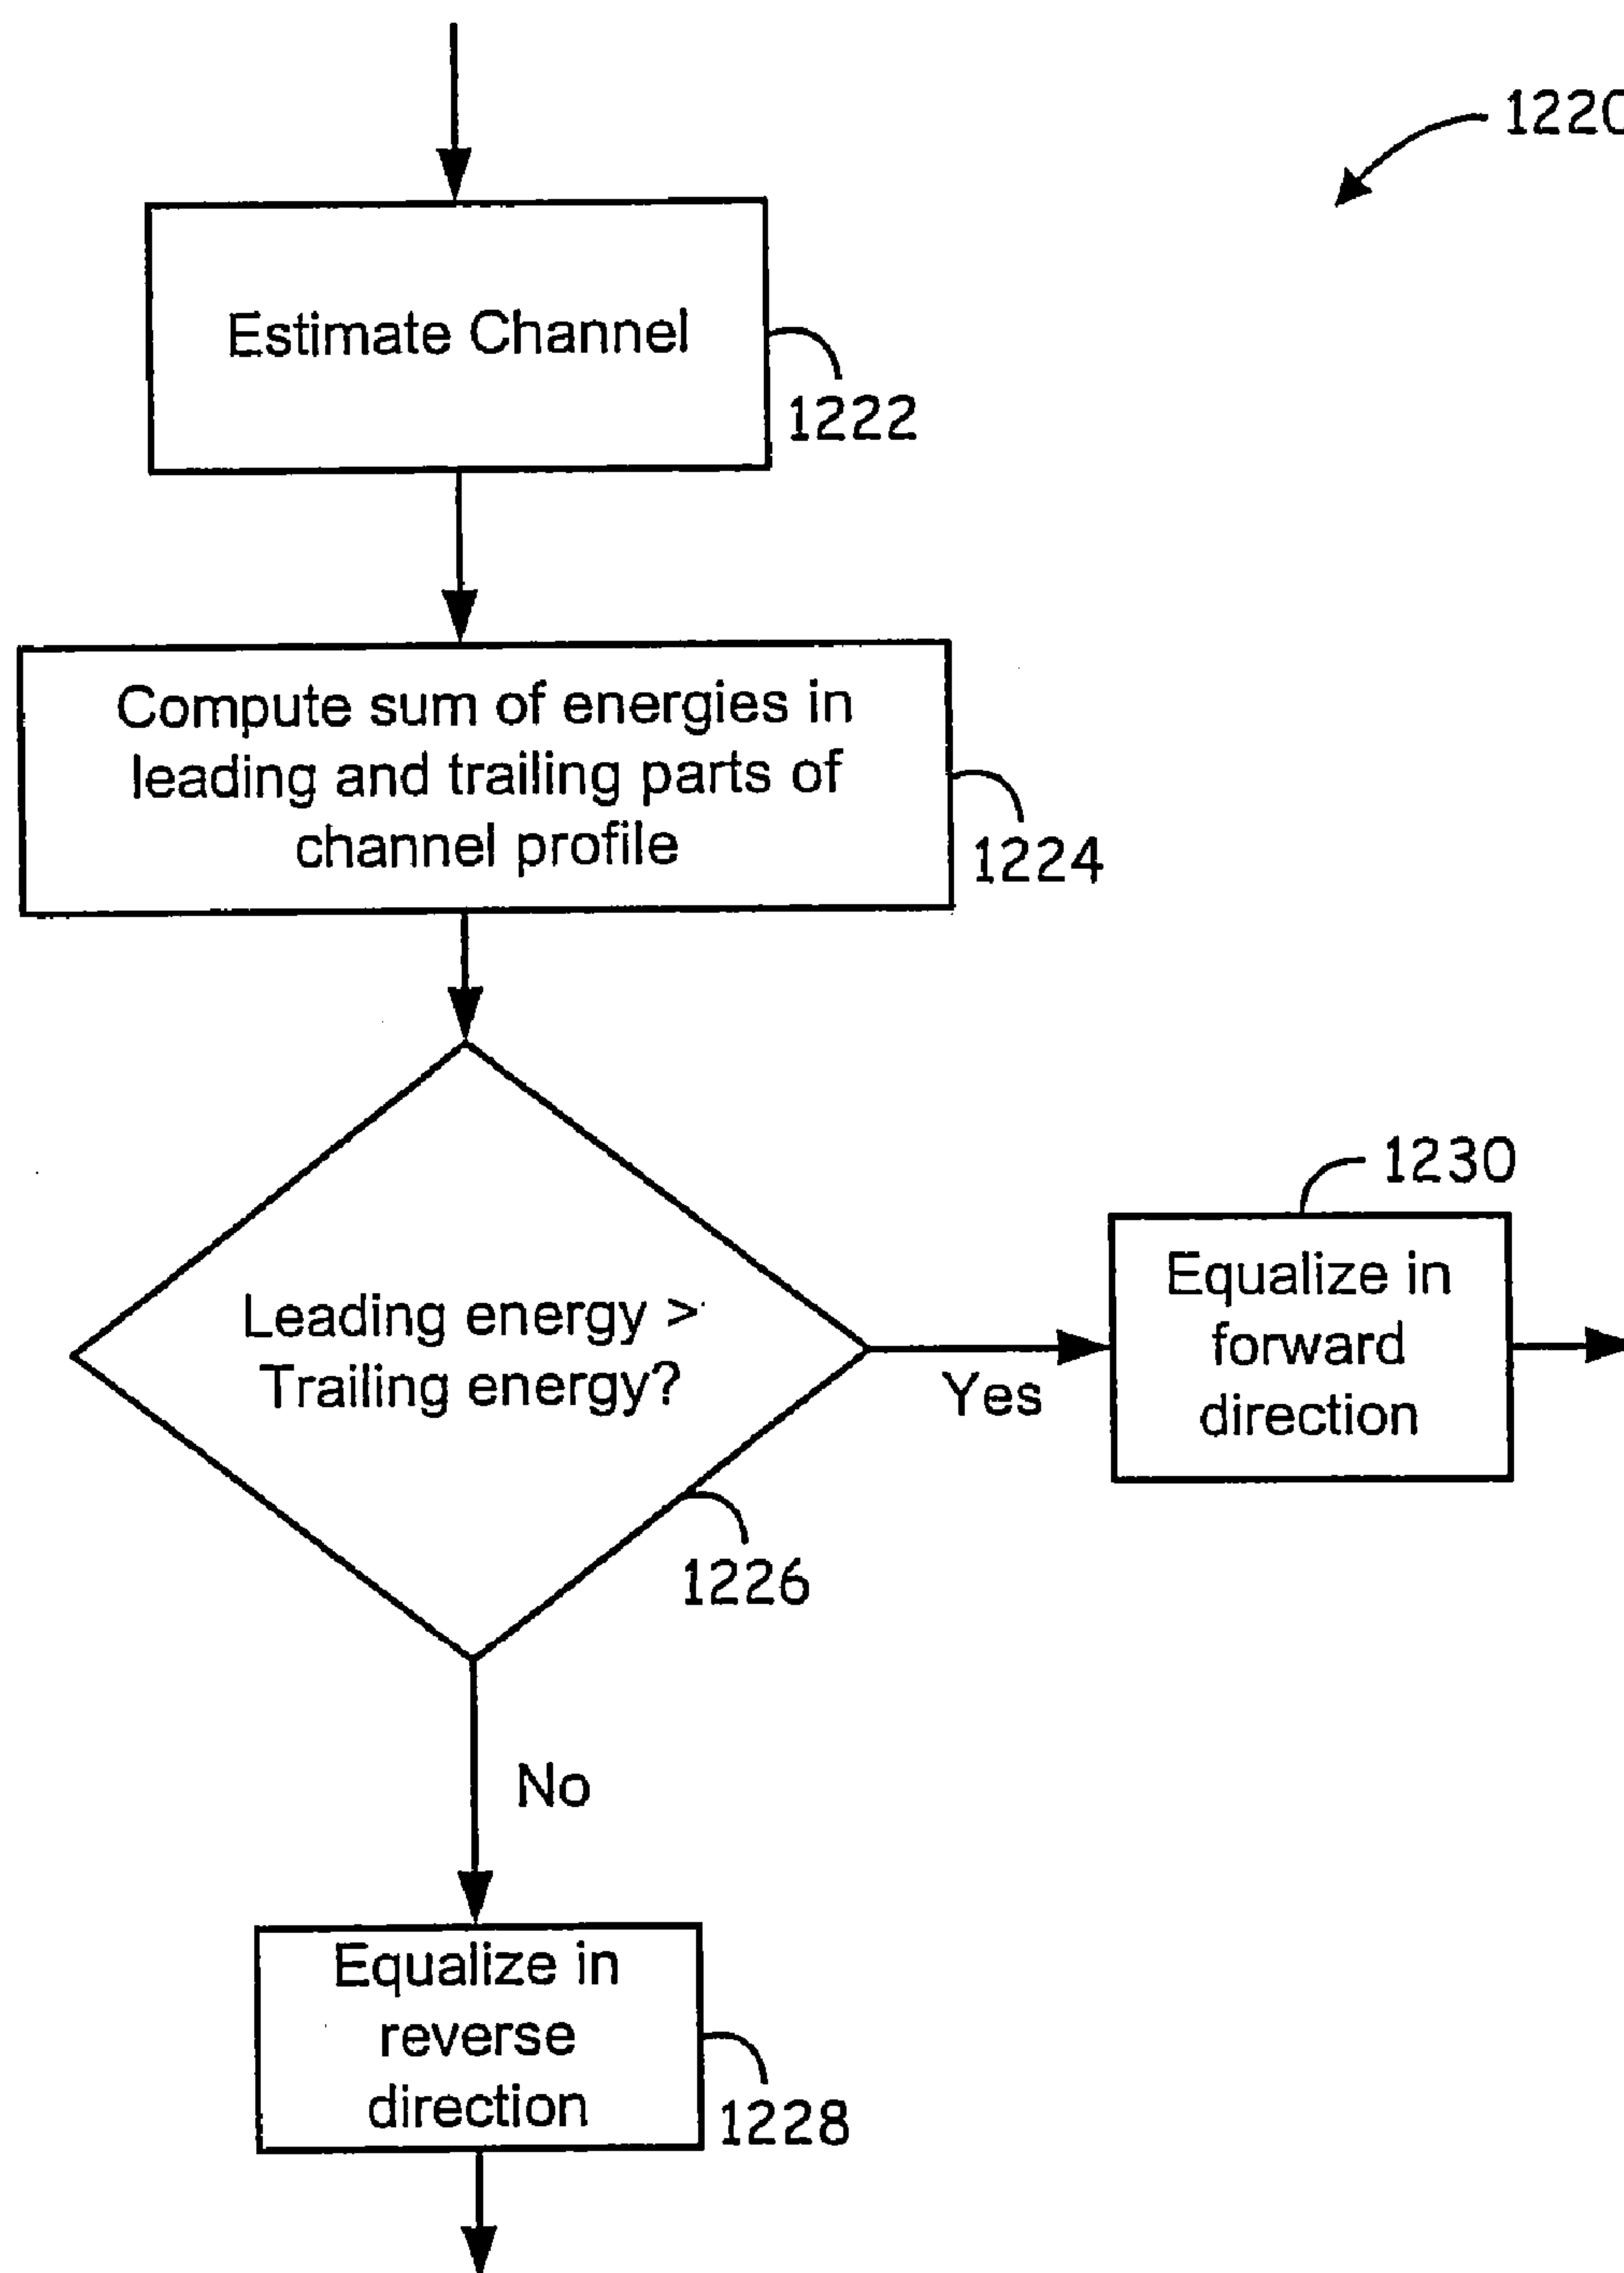 1220
Estimate Channel
1222
Compute sum of energies in
leading and trailing parts of
channel profile
1224
1230
Equalize in
forward
direction
Leading energy >
Trailing energy?
Yes
1226
No
Equalize in
reverse
direction
1228